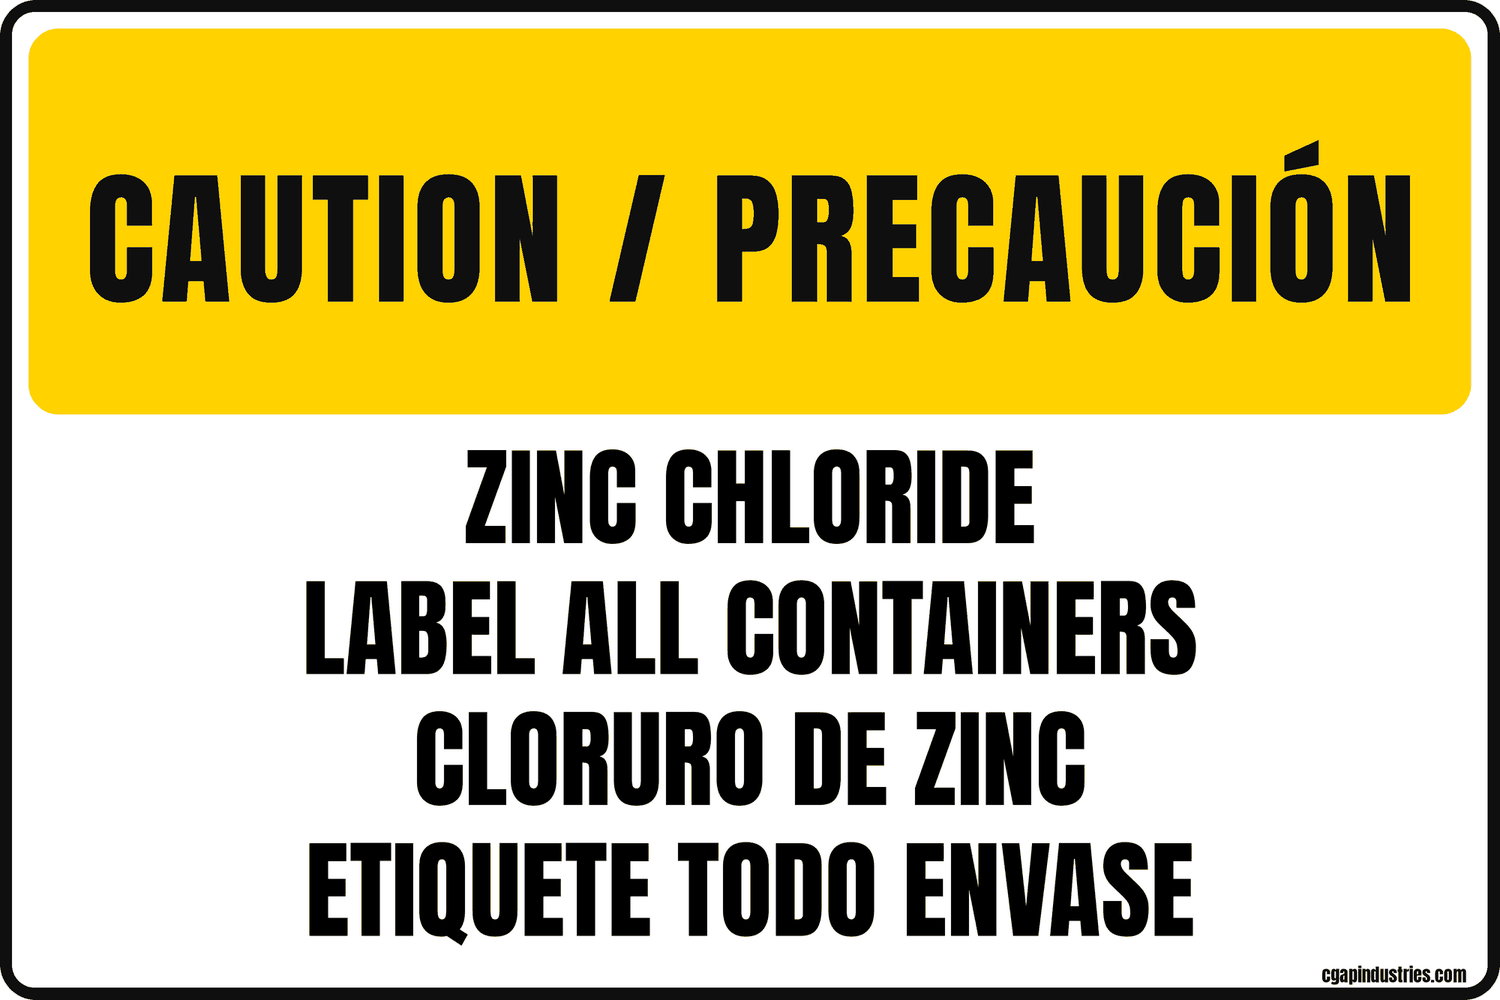 CAUTION / PRECAUCIÓN
ZINC CHLORIDE
LABEL ALL CONTAINERS
CLORURO DE ZINC
ETIQUETE TODO ENVASE
cgapindustries.com